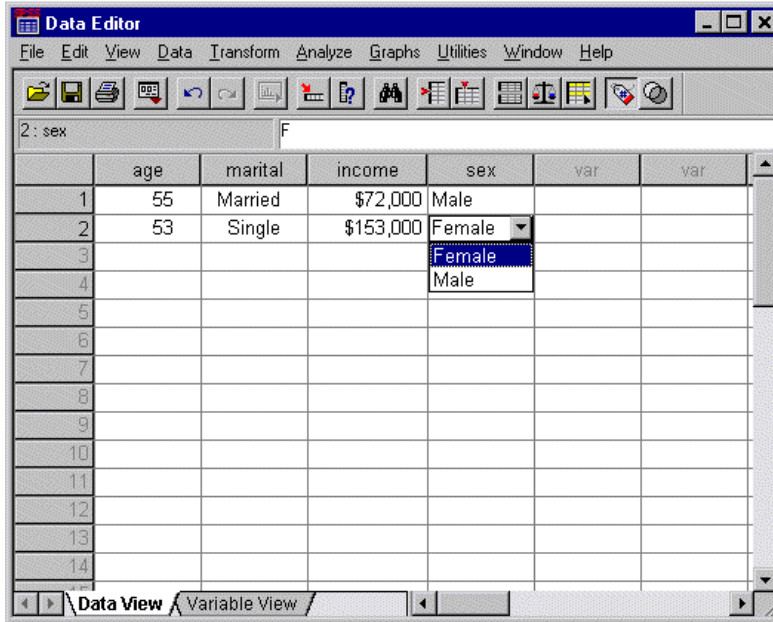 Data Editor
File Edit View Data Transform Analyze Graphs Utilities Window Help
2 : sex F
age marital income sex var var
1 55 Married $72,000 Male
2 53 Single $153,000 Female
3 Female
4 Male
5
6
7
8
9
10
11
12
13
14
15
Data View Variable View